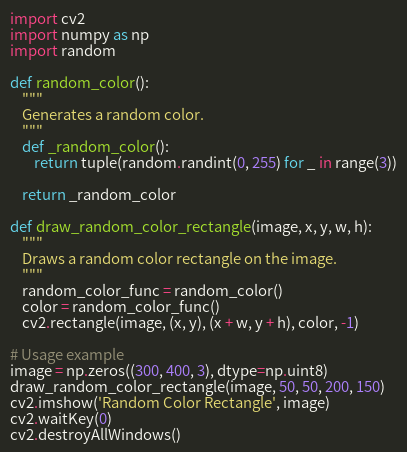 import cv2
import numpy as np
import random

def random_color():
    """
    Generates a random color.
    """
    def _random_color():
        return tuple(random.randint(0, 255) for _ in range(3))

    return _random_color

def draw_random_color_rectangle(image, x, y, w, h):
    """
    Draws a random color rectangle on the image.
    """
    random_color_func = random_color()
    color = random_color_func()
    cv2.rectangle(image, (x, y), (x + w, y + h), color, -1)

# Usage example
image = np.zeros((300, 400, 3), dtype=np.uint8)
draw_random_color_rectangle(image, 50, 50, 200, 150)
cv2.imshow('Random Color Rectangle', image)
cv2.waitKey(0)
cv2.destroyAllWindows()